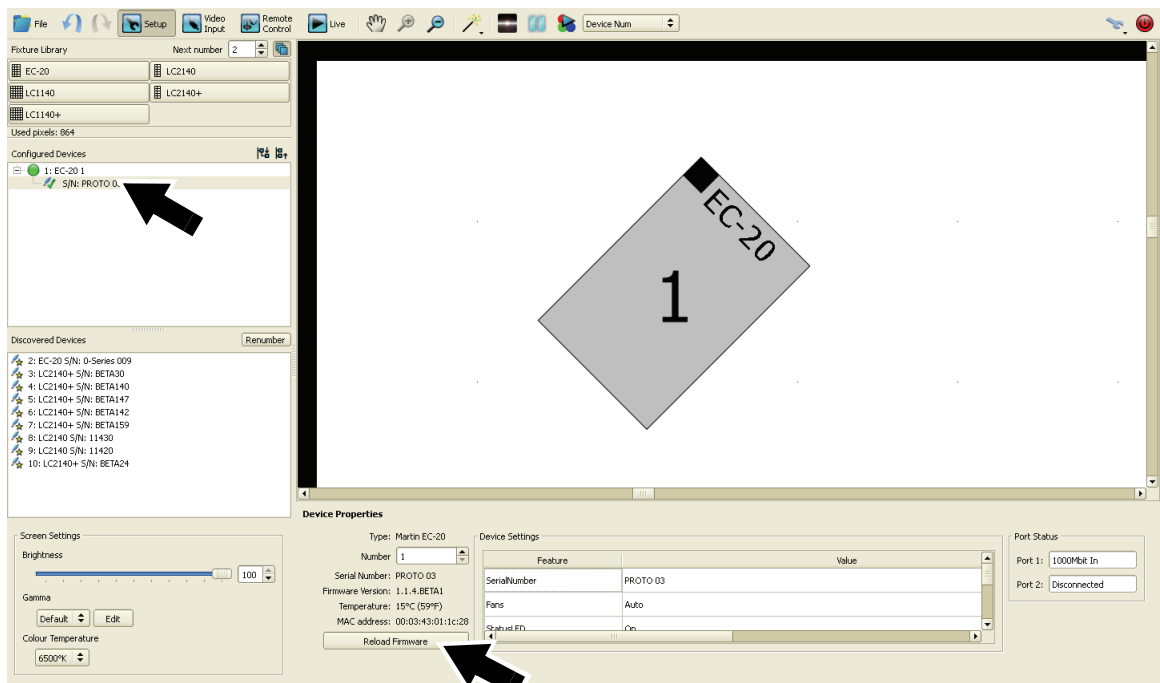 File
Setup
Video Input
Remote Control
Live
Device Num
Fixture Library Next number 2
EC-20 LC2140
LC1140 LC2140+
LC1140+
Used pixels: 864
Configured Devices
1: EC-20 1
S/N: PROTO
Discovered Devices Renumber
2: EC-20 S/N: 0-Series 009
3: LC2140+ S/N: BETA30
4: LC2140+ S/N: BETA140
5: LC2140+ S/N: BETA147
6: LC2140+ S/N: BETA142
7: LC2140+ S/N: BETA159
8: LC2140 S/N: 11430
9: LC2140 S/N: 11420
10: LC2140+ S/N: BETA24
EC-20
1
Screen Settings
Brightness
100
Gamma
Default Edit
Colour Temperature
6500°K
Device Properties
Type: Martin EC-20
Number 1
Serial Number: PROTO 03
Firmware Version: 1.1.4.BETA1
Temperature: 15°C (59°F)
MAC address: 00:03:43:01:1c:28
Reload Firmware
Device Settings
Feature Value
SerialNumber PROTO 03
Fans Auto
StatusLED On
Port Status
Port 1: 1000Mbit In
Port 2: Disconnected